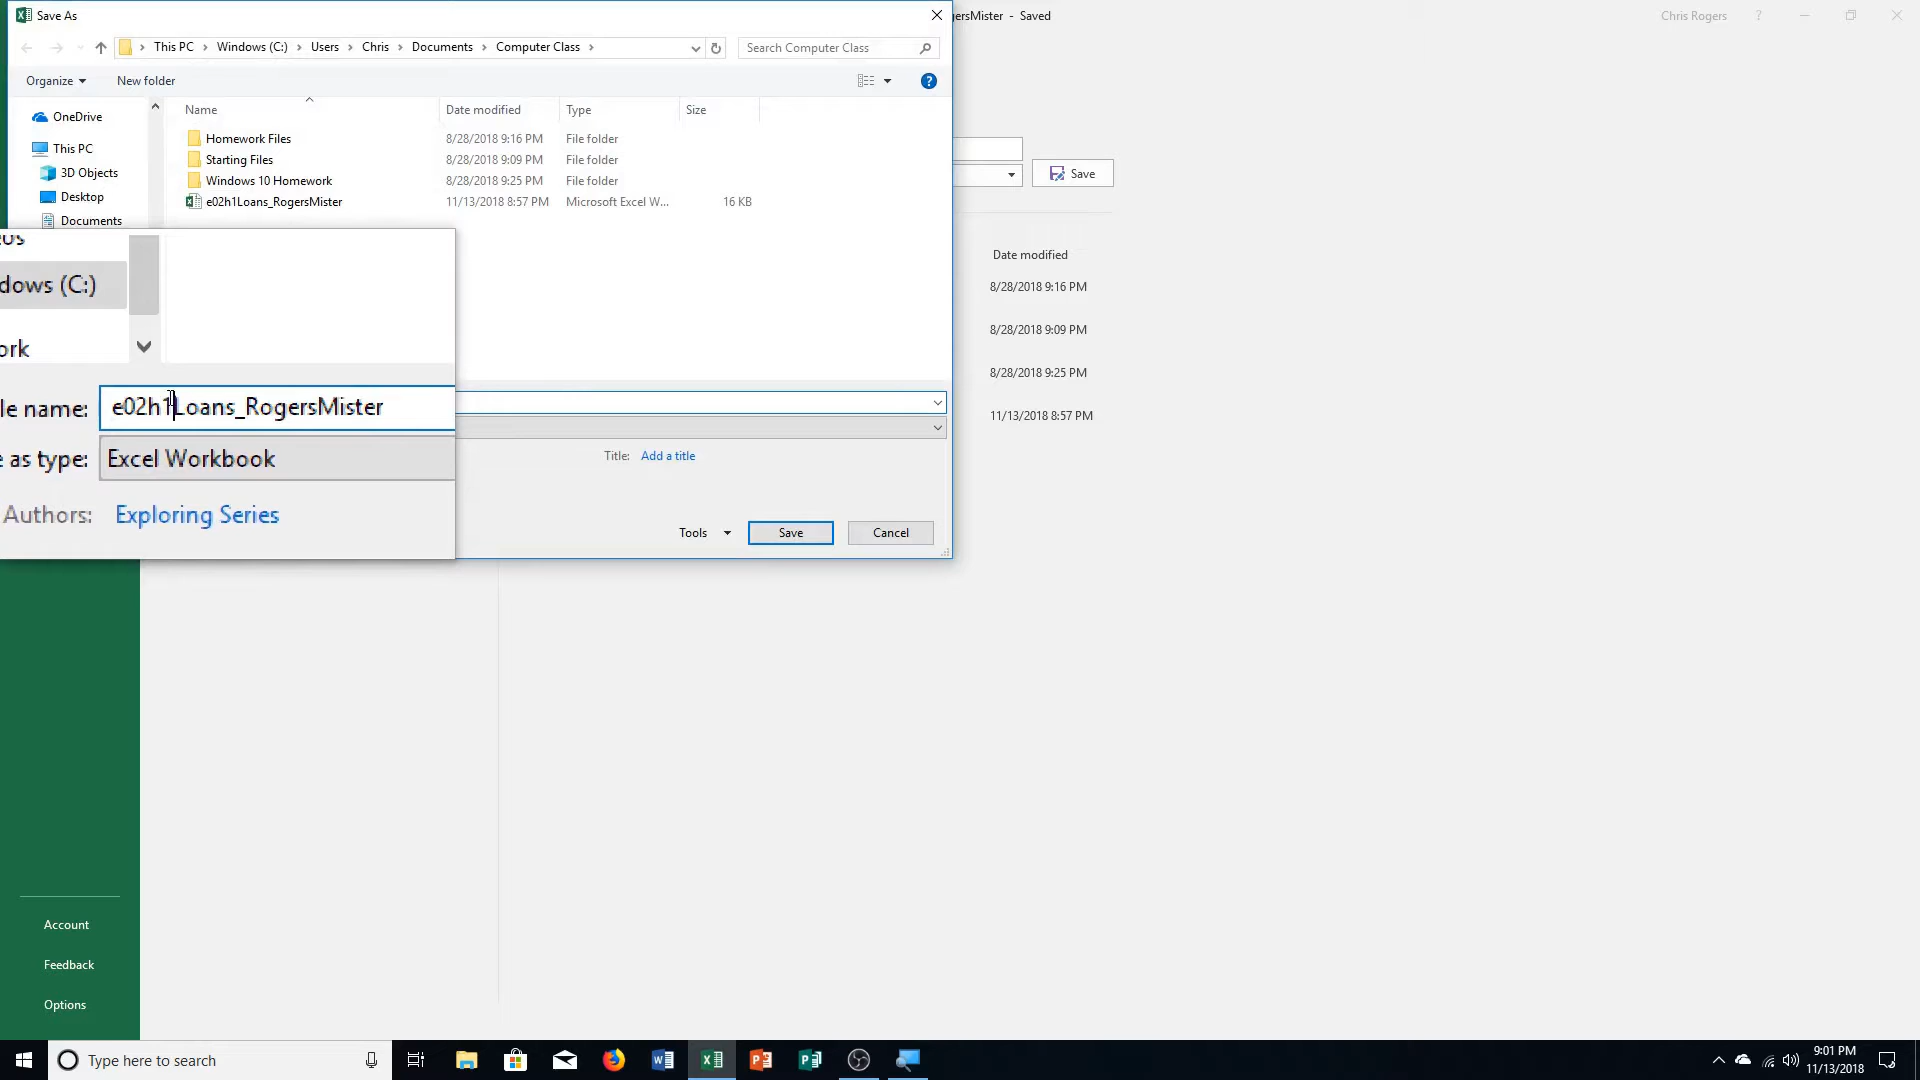 Save As
gersMister - Saved
Chris Rogers
?
This PC > Windows (C:) > Users > Chris > Documents > Computer Class >
Search Computer Class
Organize
New folder
?
Name
Date modified
Type
Size
OneDrive
This PC
3D Objects
Desktop
Documents
Homework Files 8/28/2018 9:16 PM File folder
Starting Files 8/28/2018 9:09 PM File folder
Windows 10 Homework 8/28/2018 9:25 PM File folder
e02h1Loans_RogersMister 11/13/2018 8:57 PM Microsoft Excel W... 16 KB
Save
Date modified
8/28/2018 9:16 PM
8/28/2018 9:09 PM
8/28/2018 9:25 PM
11/13/2018 8:57 PM
eos
dows (C:)
ork
le name: e02h1Loans_RogersMister
e as type: Excel Workbook
Authors: Exploring Series
Title: Add a title
Tools
Save
Cancel
Account
Feedback
Options
Type here to search
9:01 PM
11/13/2018